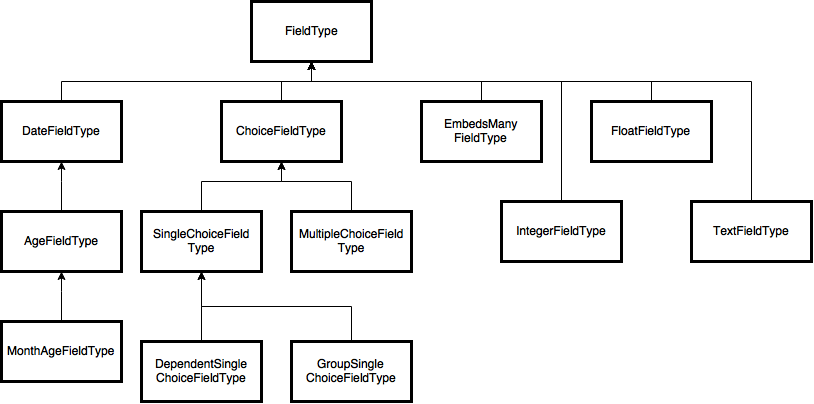 FieldType
DateFieldType
ChoiceFieldType
EmbedsMany
FieldType
FloatFieldType
AgeFieldType
SingleChoiceField
Type
MultipleChoiceField
Type
IntegerFieldType
TextFieldType
MonthAgeFieldType
DependentSingle
ChoiceFieldType
GroupSingle
ChoiceFieldType